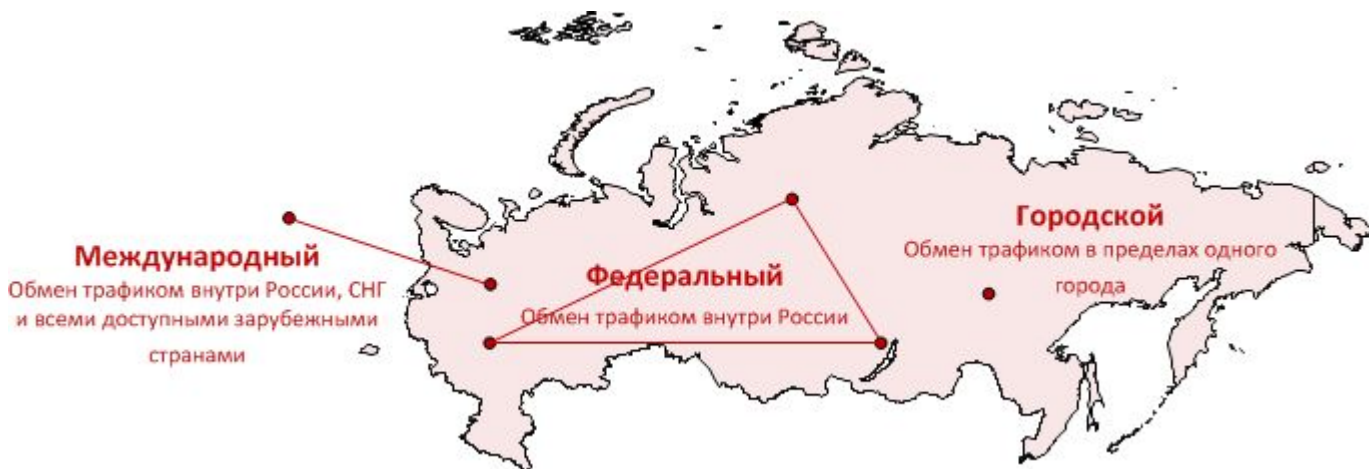 Международный
Обмен трафиком внутри России, СНГ
и всеми доступными зарубежными
странами
Федеральный
Обмен трафиком внутри России
Городской
Обмен трафиком в пределах одного
города